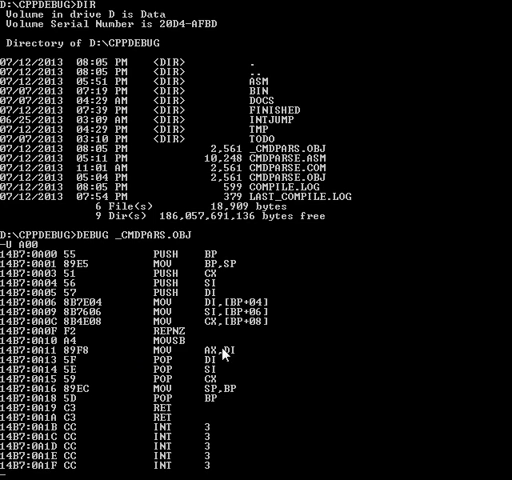 D:\CPPDEBUG>DIR
 Volume in drive D is Data
 Volume Serial Number is 20D4-AFBD
 Directory of D:\CPPDEBUG
07/12/2013  08:05 PM    <DIR>          .
07/12/2013  08:05 PM    <DIR>          ..
07/12/2013  05:51 PM    <DIR>          ASM
07/07/2013  07:19 PM    <DIR>          BIN
07/07/2013  04:29 AM    <DIR>          DOCS
07/12/2013  07:39 PM    <DIR>          FINISHED
06/25/2013  03:09 AM    <DIR>          INTJUMP
07/12/2013  04:29 PM    <DIR>          TMP
07/07/2013  03:10 PM    <DIR>          TODO
07/12/2013  08:05 PM             2,561 _CMDPARS.OBJ
07/12/2013  05:11 PM            10,248 CMDPARSE.ASM
07/12/2013  11:01 AM             2,561 CMDPARSE.COM
07/12/2013  08:05 PM             2,561 CMDPARSE.OBJ
07/12/2013  08:05 PM               599 COMPILE.LOG
07/12/2013  07:54 PM               379 LAST_COMPILE.LOG
               6 File(s)         18,909 bytes
               9 Dir(s)  186,057,691,136 bytes free
D:\CPPDEBUG>DEBUG _CMDPARS.OBJ
-U A00
14B7:0A00 55            PUSH    BP
14B7:0A01 89E5          MOV     BP,SP
14B7:0A03 51            PUSH    CX
14B7:0A04 56            PUSH    SI
14B7:0A05 57            PUSH    DI
14B7:0A06 8B7E04        MOV     DI,[BP+04]
14B7:0A09 8B7606        MOV     SI,[BP+06]
14B7:0A0C 8B4E08        MOV     CX,[BP+08]
14B7:0A0F F2            REPNZ
14B7:0A10 A4            MOVSB
14B7:0A11 89F8          MOV     AX,DI
14B7:0A13 5F            POP     DI
14B7:0A14 5E            POP     SI
14B7:0A15 59            POP     CX
14B7:0A16 89EC          MOV     SP,BP
14B7:0A18 5D            POP     BP
14B7:0A19 C3            RET
14B7:0A1A C3            RET
14B7:0A1B CC            INT     3
14B7:0A1C CC            INT     3
14B7:0A1D CC            INT     3
14B7:0A1E CC            INT     3
14B7:0A1F CC            INT     3
-